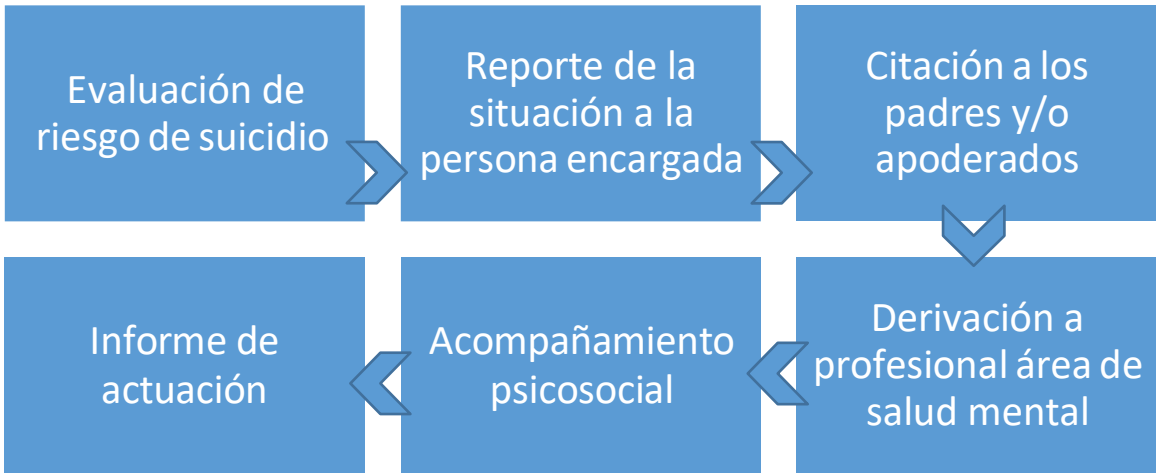 Evaluación de
riesgo de suicidio
Reporte de la
situación a la
persona encargada
Citación a los
padres y/o
apoderados
Derivación a
profesional área de
salud mental
Acompañamiento
psicosocial
Informe de
actuación